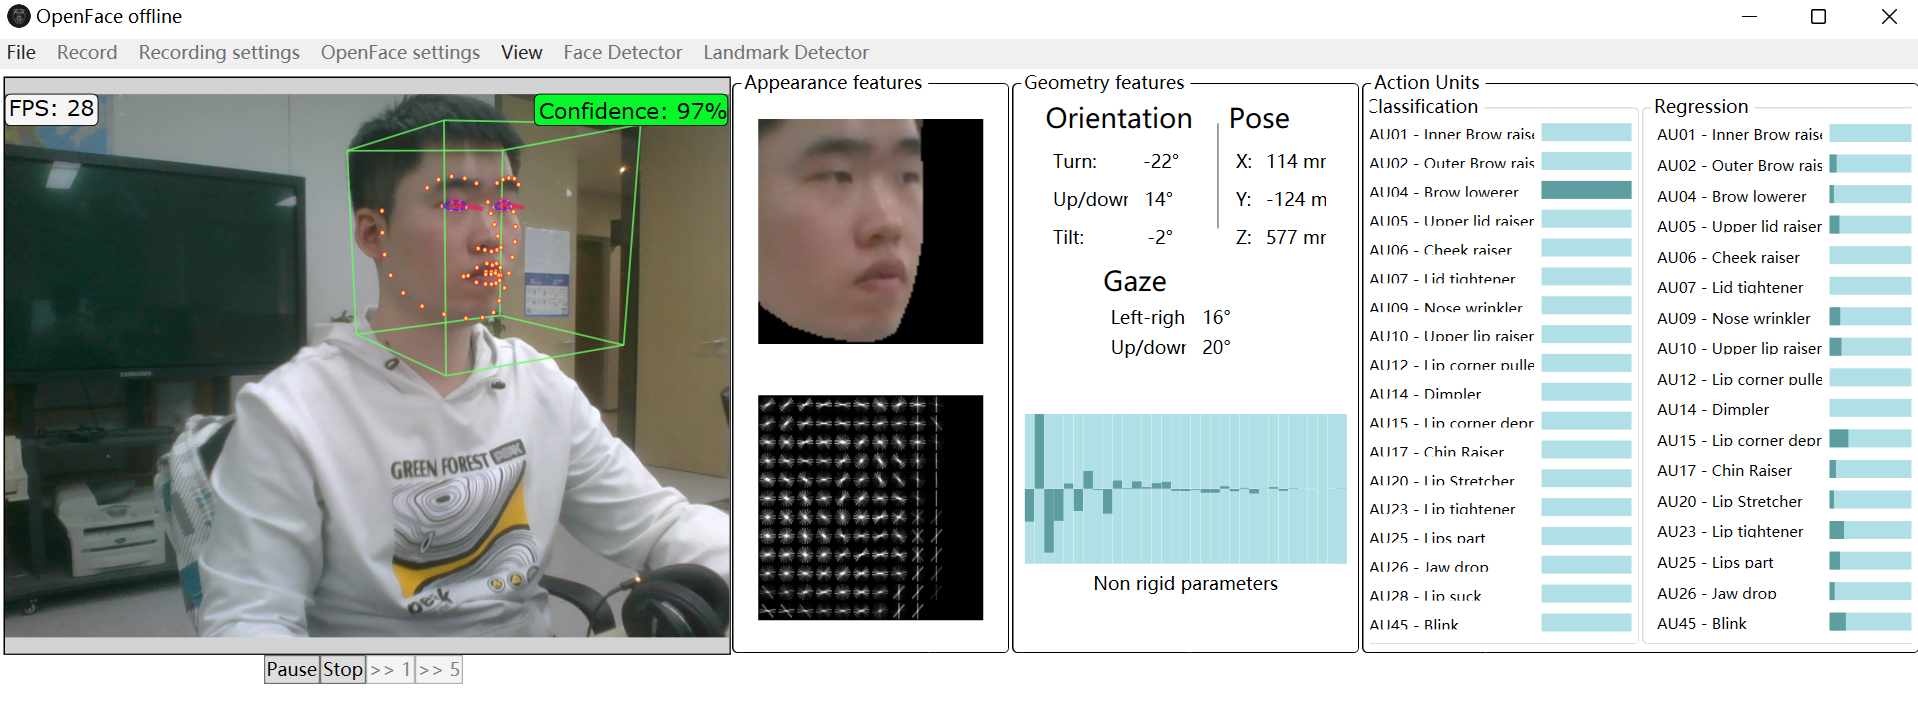 OpenFace offline
File Record Recording settings OpenFace settings View Face Detector Landmark Detector
FPS: 28
Confidence: 97%
SAMSUNG
GREEN FOREST
Pause Stop >> 1 >> 5
Appearance features
Geometry features
Orientation
Turn: -22°
Up/dowr 14°
Tilt: -2°
Pose
X: 114 mr
Y: -124 m
Z: 577 mr
Gaze
Left-righ 16°
Up/dowr 20°
Non rigid parameters
Action Units
Classification
AU01 - Inner Brow raise
AU02 - Outer Brow rais
AU04 - Brow lowerer
AU05 - Upper lid raiser
AU06 - Cheek raiser
AU07 - Lid tightener
AU09 - Nose wrinkler
AU10 - Upper lip raiser
AU12 - Lip corner pulle
AU14 - Dimpler
AU15 - Lip corner depr
AU17 - Chin Raiser
AU20 - Lip Stretcher
AU23 - Lip tightener
AU25 - Lips part
AU26 - Jaw drop
AU28 - Lip suck
AU45 - Blink
Regression
AU01 - Inner Brow raise
AU02 - Outer Brow rais
AU04 - Brow lowerer
AU05 - Upper lid raiser
AU06 - Cheek raiser
AU07 - Lid tightener
AU09 - Nose wrinkler
AU10 - Upper lip raiser
AU12 - Lip corner pulle
AU14 - Dimpler
AU15 - Lip corner depr
AU17 - Chin Raiser
AU20 - Lip Stretcher
AU23 - Lip tightener
AU25 - Lips part
AU26 - Jaw drop
AU45 - Blink